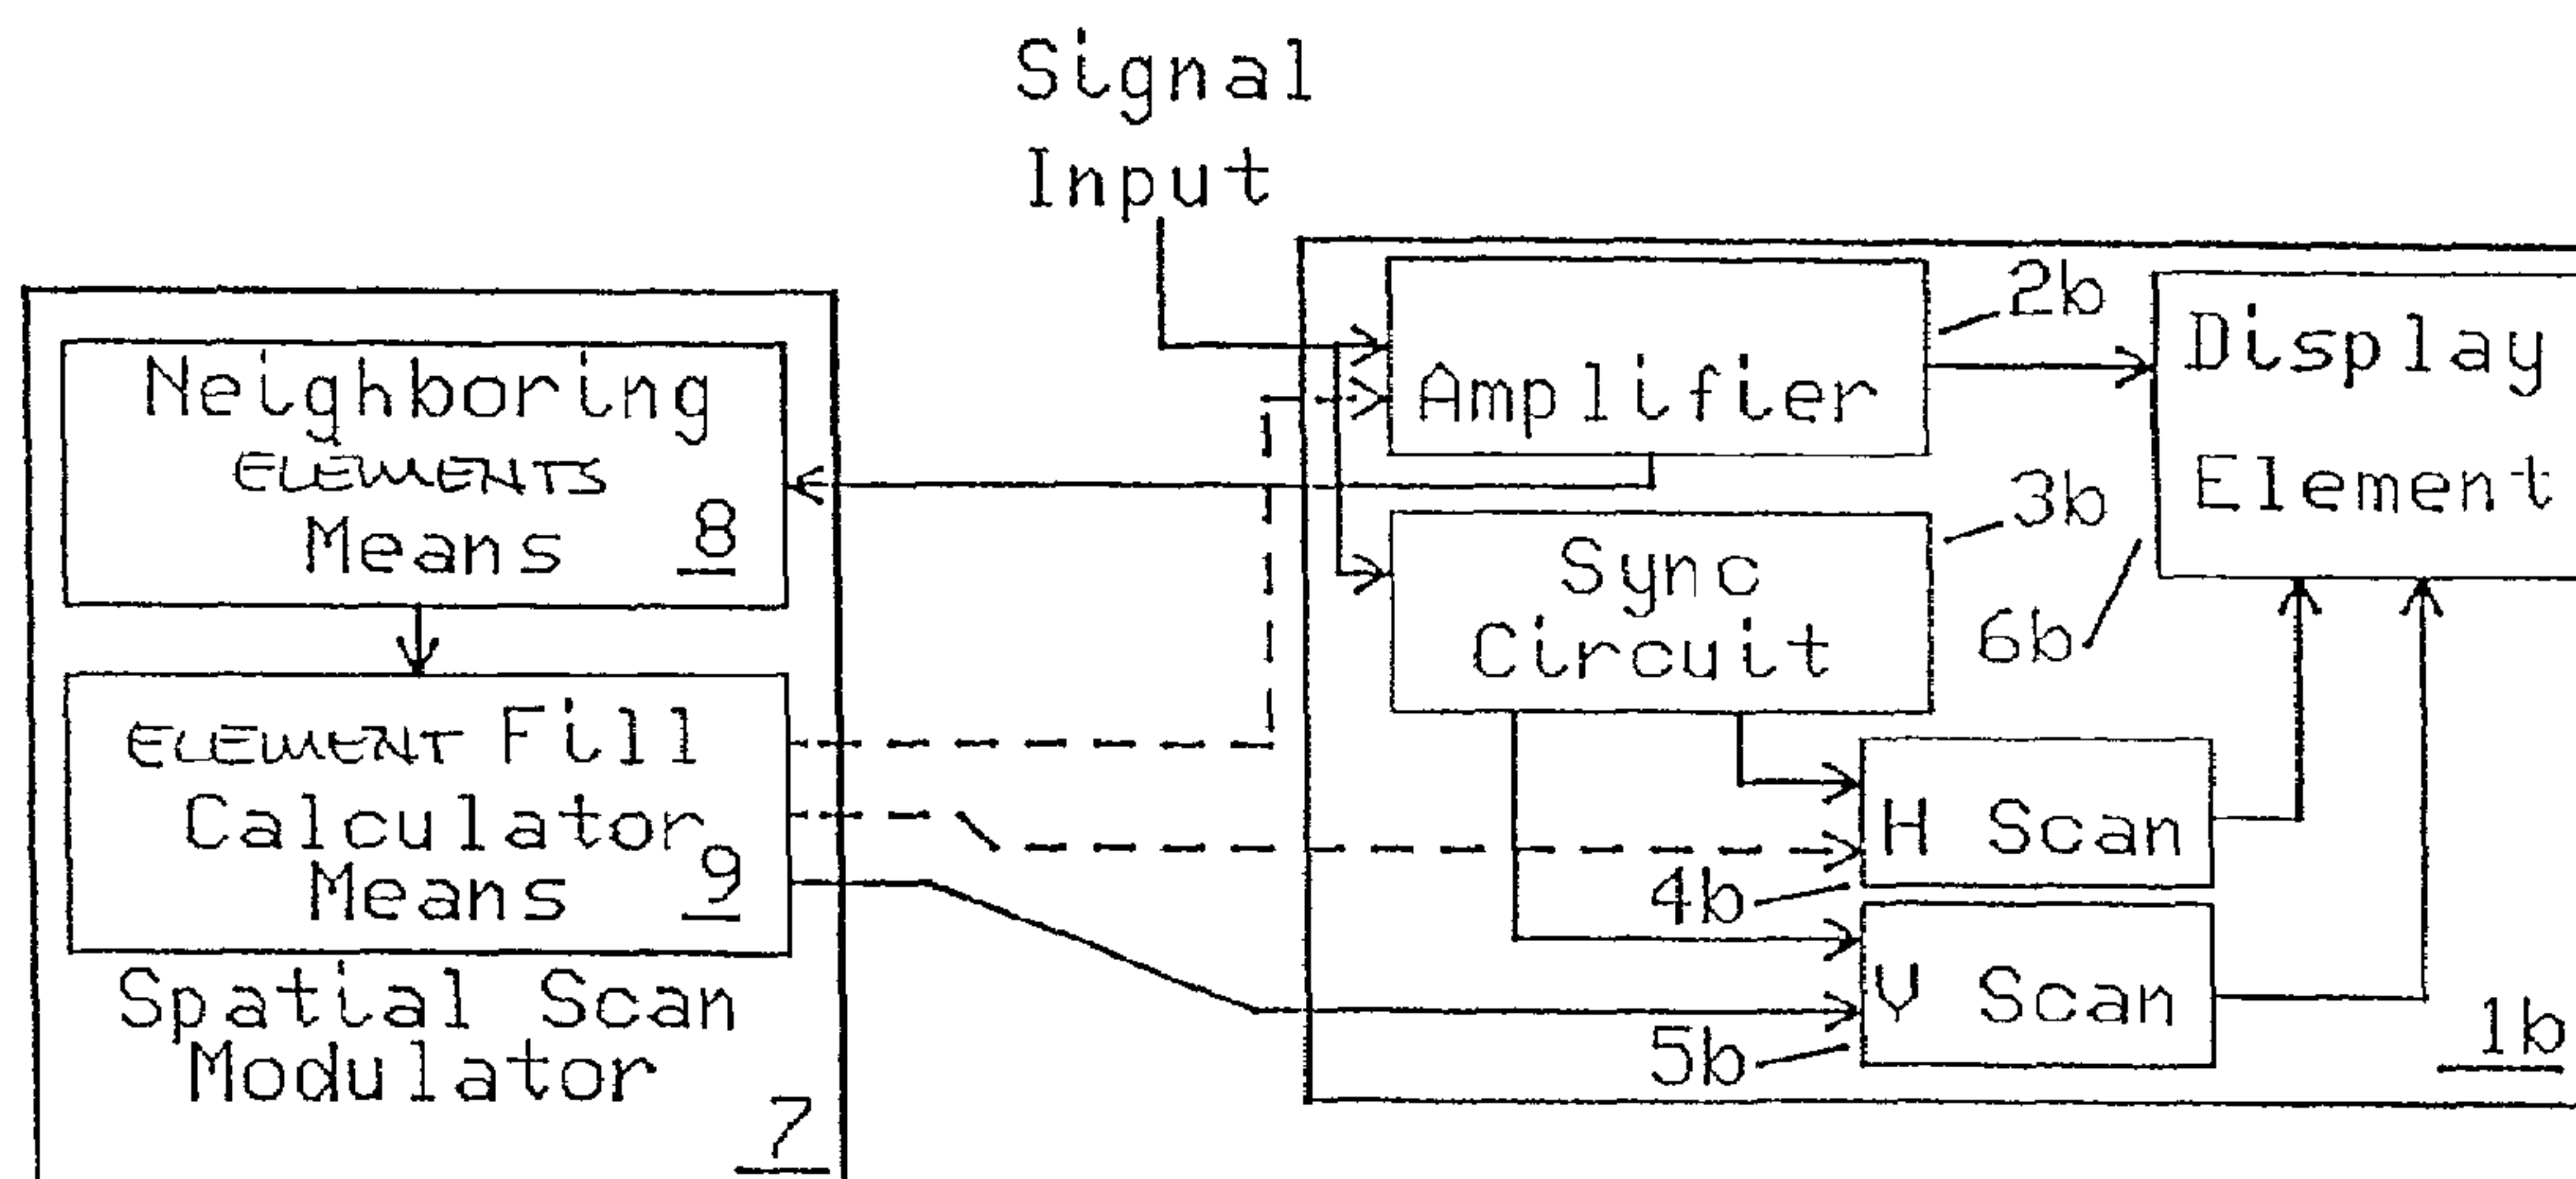 Signal
Input
Neighboring
ELEMENTS
Means
8
ELEMENT Fill
Calculator
Means
9
Spatial Scan
Modulator
7
Amplifier
2b
Sync
Circuit
3b
Display
Element
6b
H Scan
4b
V Scan
5b
1b